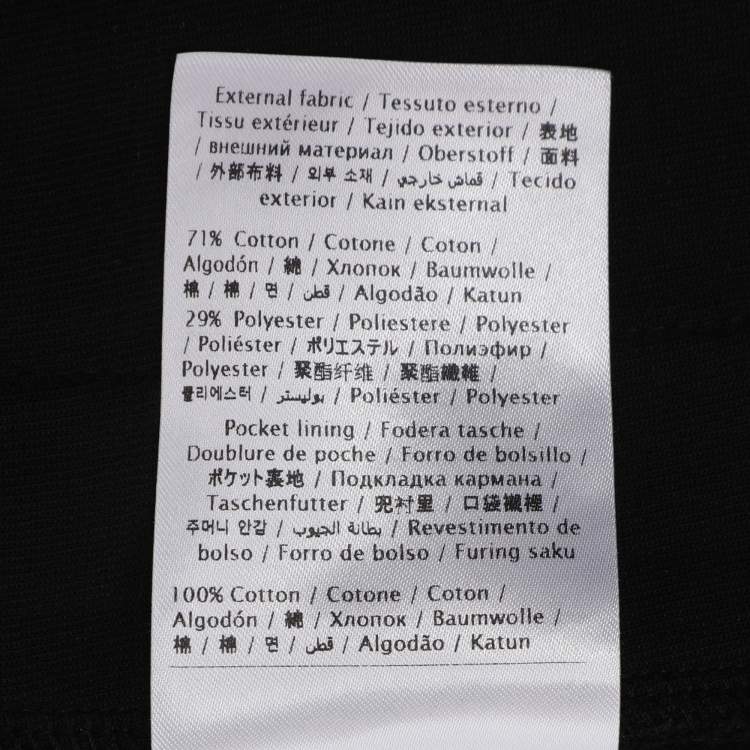 External fabric / Tessuto esterno /
Tissu extérieur / Tejido exterior / 表地
/ внешний материал / Oberstoff / 面料
/ 外部布料 / 외부 소재 / قماش خارجي / Tecido
exterior / Kain eksternal
71% Cotton / Cotone / Coton /
Algodón / 綿 / Хлопок / Baumwolle /
棉 / 棉 / 면 / قطن / Algodão / Katun
29% Polyester / Poliestere / Polyester
/ Poliéster / ポリエステル / Полиэфир /
Polyester / 聚酯纤维 / 聚酯纖維 /
폴리에스터 / بوليستر / Poliéster / Polyester
Pocket lining / Fodera tasche /
Doublure de poche / Forro de bolsillo /
ポケット裏地 / Подкладка кармана /
Taschenfutter / 兜衬里 / 口袋襯裡 /
주머니 안감 / بطانة الجيوب / Revestimento de
bolso / Forro de bolso / Furing saku
100% Cotton / Cotone / Coton /
Algodón / 綿 / Хлопок / Baumwolle /
棉 / 棉 / 면 / قطن / Algodão / Katun